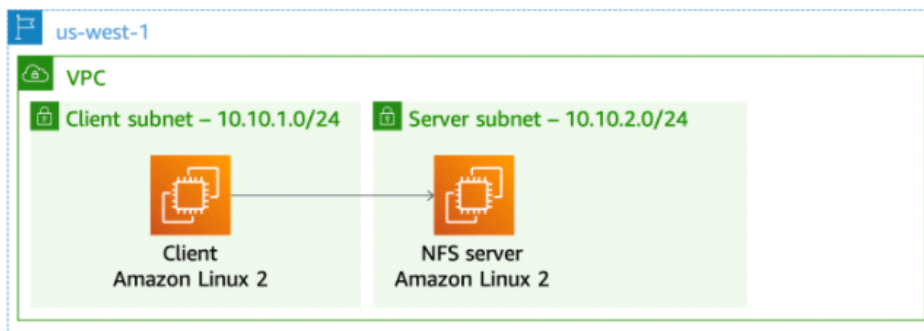 us-west-1
VPC
Client subnet – 10.10.1.0/24
Server subnet – 10.10.2.0/24
Client
Amazon Linux 2
NFS server
Amazon Linux 2